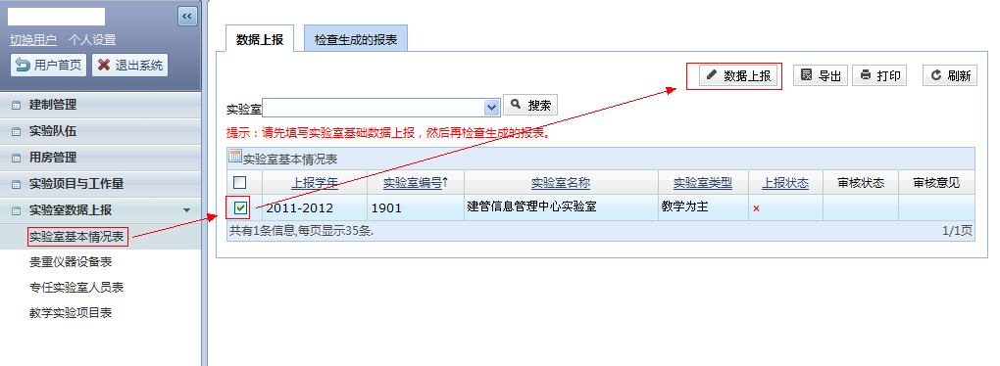 <<
切换用户 个人设置
用户首页 退出系统
建制管理
实验队伍
用房管理
实验项目与工作量
实验室数据上报
实验室基本情况表
贵重仪器设备表
专任实验室人员表
教学实验项目表
数据上报 检查生成的报表
数据上报 导出 打印 刷新
实验室 搜索
提示：请先填写实验室基础数据上报，然后再检查生成的报表。
实验室基本情况表
上报学年 实验室编号↑ 实验室名称 实验室类型 上报状态 审核状态 审核意见
2011-2012 1901 建管信息管理中心实验室 教学为主 ×
共有1条信息,每页显示35条. 1/1页